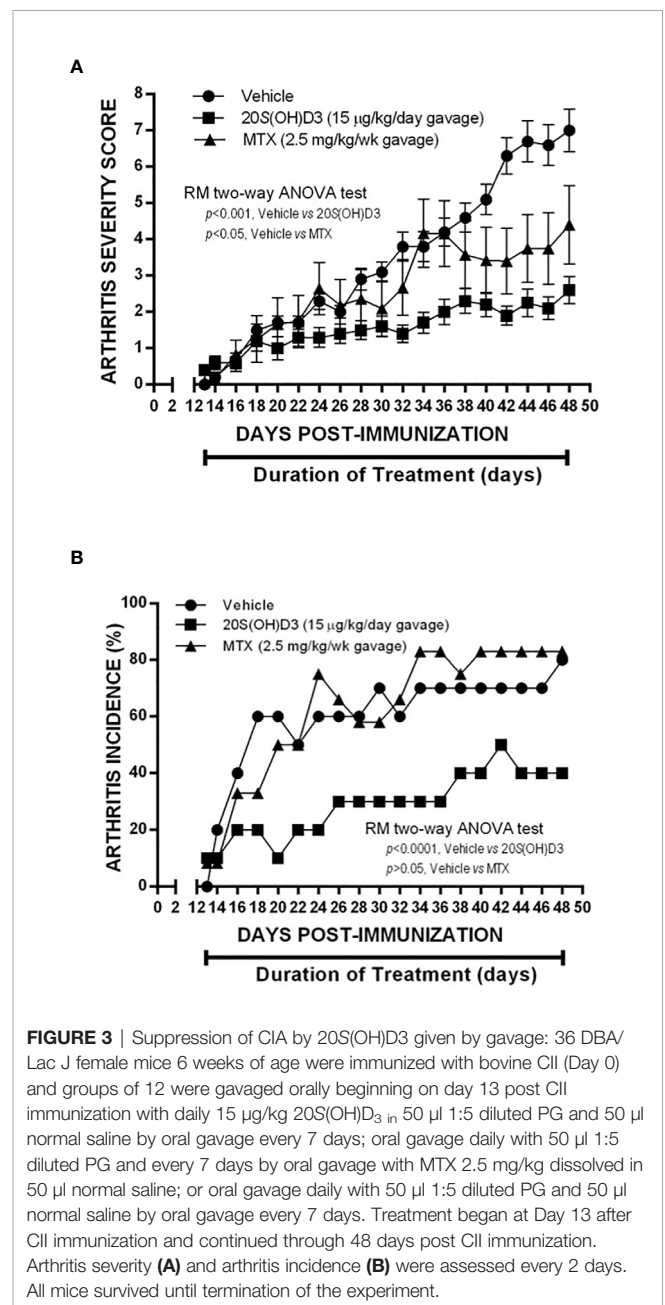 A
ARTHRITIS SEVERITY SCORE
8
7
6
5
4
3
2
1
0
Vehicle
20S(OH)D3 (15 µg/kg/day gavage)
MTX (2.5 mg/kg/wk gavage)
RM two-way ANOVA test
p<0.001, Vehicle vs 20S(OH)D3
p<0.05, Vehicle vs MTX
0 2 12 14 16 18 20 22 24 26 28 30 32 34 36 38 40 42 44 46 48 50
DAYS POST-IMMUNIZATION
Duration of Treatment (days)
B
ARTHRITIS INCIDENCE (%)
100
80
60
40
20
0
Vehicle
20S(OH)D3 (15 µg/kg/day gavage)
MTX (2.5 mg/kg/wk gavage)
RM two-way ANOVA test
p<0.0001, Vehicle vs 20S(OH)D3
p>0.05, Vehicle vs MTX
0 2 12 14 16 18 20 22 24 26 28 30 32 34 36 38 40 42 44 46 48 50
DAYS POST-IMMUNIZATION
Duration of Treatment (days)
FIGURE 3 | Suppression of CIA by 20S(OH)D3 given by gavage: 36 DBA/
Lac J female mice 6 weeks of age were immunized with bovine CII (Day 0)
and groups of 12 were gavaged orally beginning on day 13 post CII
immunization with daily 15 µg/kg 20S(OH)D3 in 50 µl 1:5 diluted PG and 50 µl
normal saline by oral gavage every 7 days; oral gavage daily with 50 µl 1:5
diluted PG and every 7 days by oral gavage with MTX 2.5 mg/kg dissolved in
50 µl normal saline; or oral gavage daily with 50 µl 1:5 diluted PG and 50 µl
normal saline by oral gavage every 7 days. Treatment began at Day 13 after
CII immunization and continued through 48 days post CII immunization.
Arthritis severity (A) and arthritis incidence (B) were assessed every 2 days.
All mice survived until termination of the experiment.